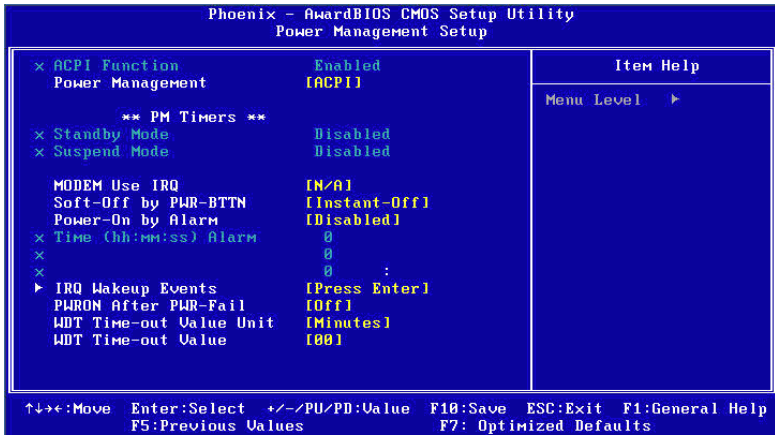 Phoenix - AwardBIOS CMOS Setup Utility
Power Management Setup
x ACPI Function Enabled
Power Management [ACPI]
** PM Timers **
x Standby Mode Disabled
x Suspend Mode Disabled
MODEM Use IRQ [N/A]
Soft-Off by PWR-BTTN [Instant-Off]
Power-On by Alarm [Disabled]
x Time (hh:mm:ss) Alarm 0
x 0
x 0 :
► IRQ Wakeup Events [Press Enter]
PWRON After PWR-Fail [Off]
WDT Time-out Value Unit [Minutes]
WDT Time-out Value [00]
Item Help
Menu Level ►
↑↓→←:Move Enter:Select +/-/PU/PD:Value F10:Save ESC:Exit F1:General Help
F5:Previous Values F7: Optimized Defaults